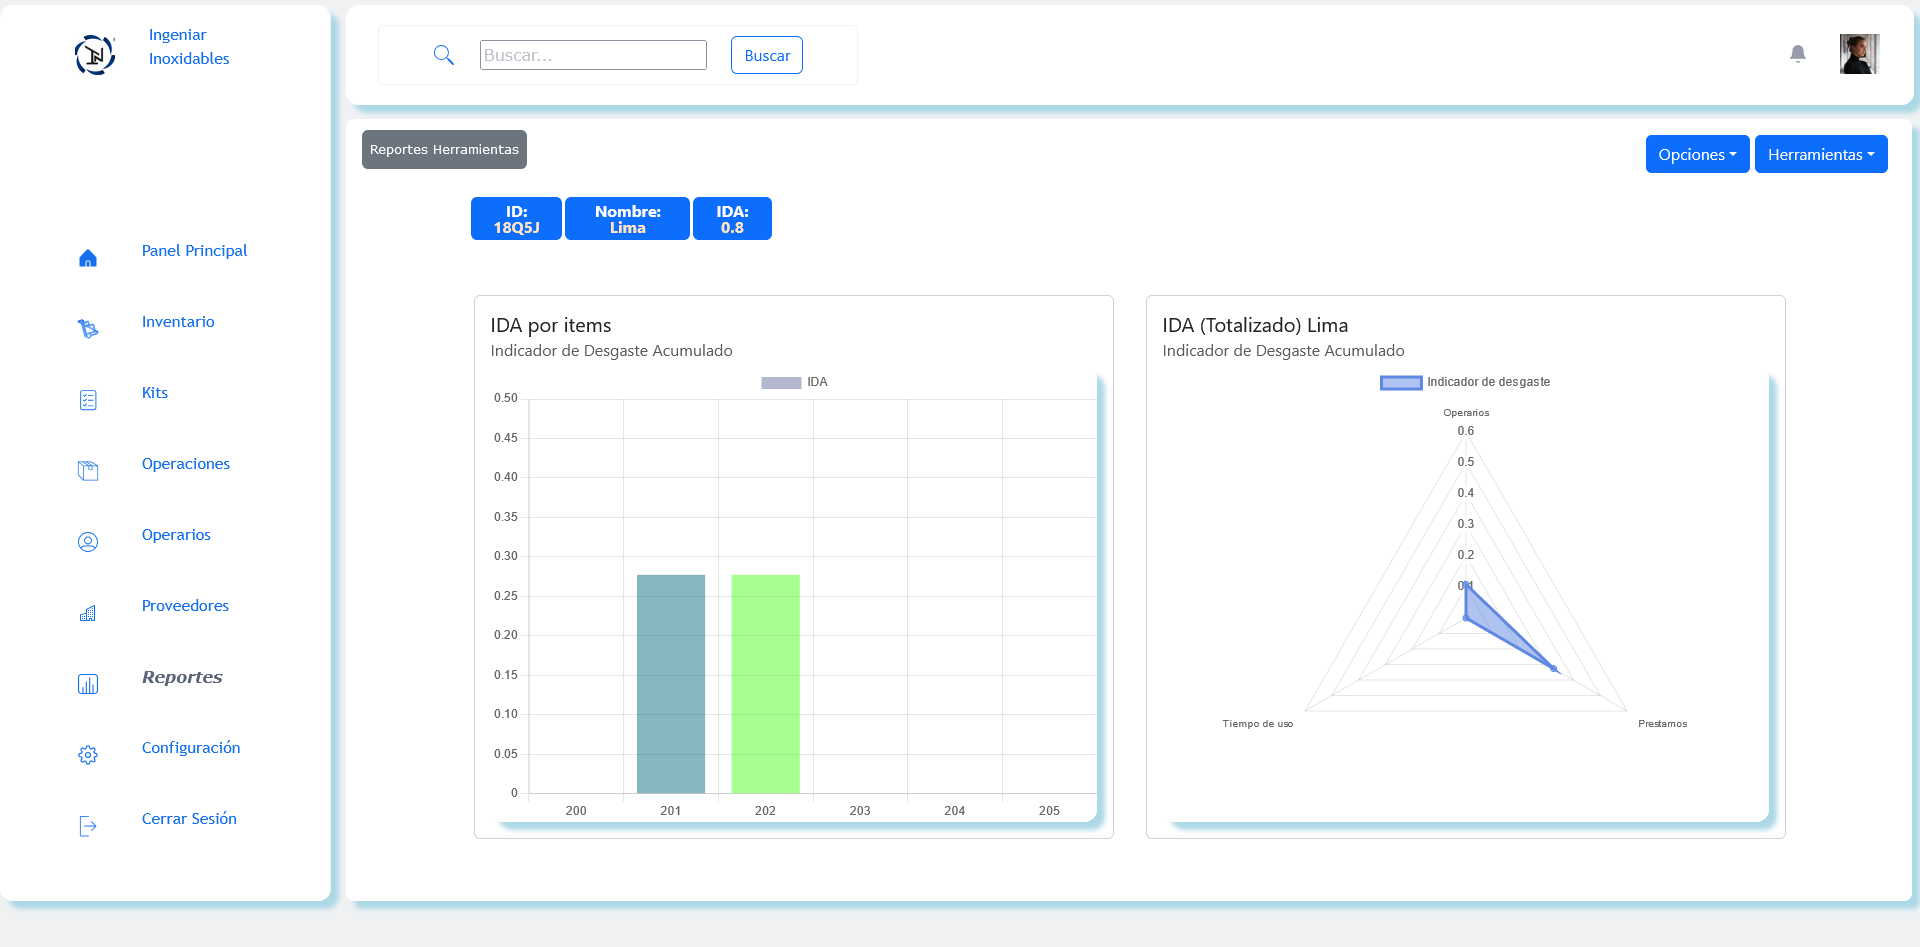 Ingeniar
Inoxidables
Buscar...
Buscar
Panel Principal
Inventario
Kits
Operaciones
Operarios
Proveedores
Reportes
Configuración
Cerrar Sesión
Reportes Herramientas
Opciones
Herramientas
ID:
18Q5J
Nombre:
Lima
IDA:
0.8
IDA por items
Indicador de Desgaste Acumulado
IDA
0.50
0.45
0.40
0.35
0.30
0.25
0.20
0.15
0.10
0.05
0
200 201 202 203 204 205
IDA (Totalizado) Lima
Indicador de Desgaste Acumulado
Indicador de desgaste
Operarios
0.6
0.5
0.4
0.3
0.2
0.1
Tiempo de uso
Prestamos